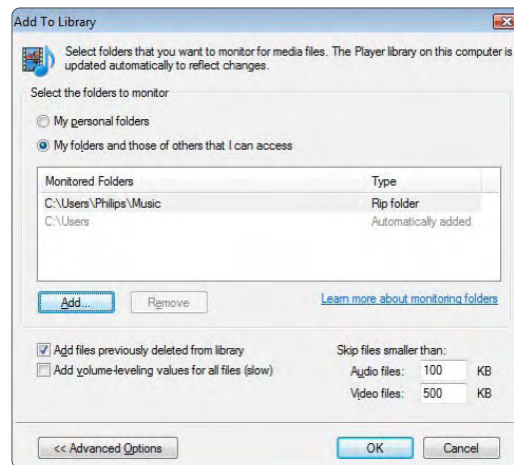 Add To Library
Select folders that you want to monitor for media files. The Player library on this computer is
updated automatically to reflect changes.
Select the folders to monitor
My personal folders
My folders and those of others that I can access
Monitored Folders Type
C:\Users\Philips\Music Rip folder
C:\Users Automatically added
Add... Remove Learn more about monitoring folders
Add files previously deleted from library Skip files smaller than:
Add volume-leveling values for all files (slow) Audio files: 100 KB
Video files: 500 KB
<< Advanced Options OK Cancel